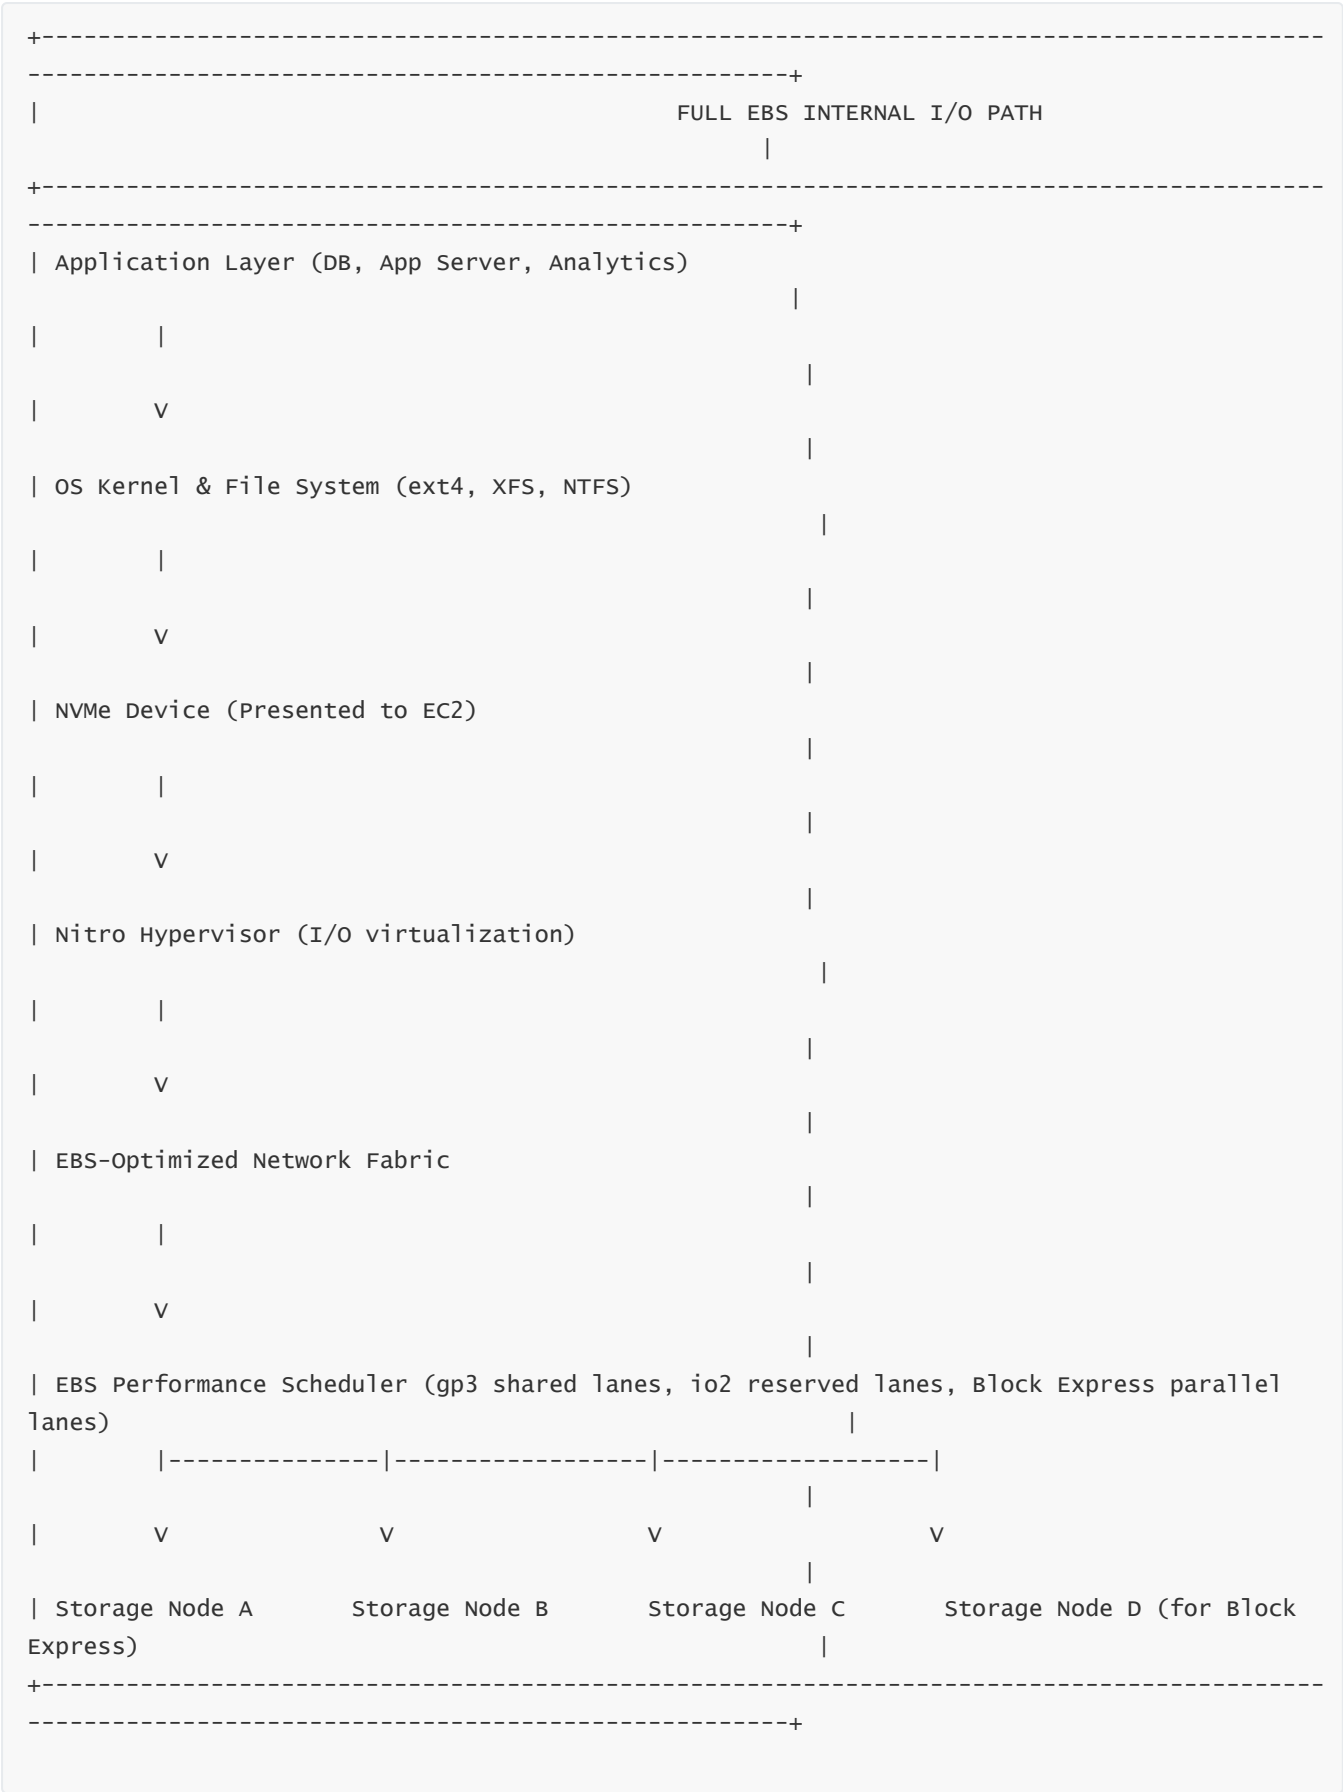 +-------------------------------------------------------------------------------------------
------------------------------------------------------+
|                                              FULL EBS INTERNAL I/O PATH
                                                    |
+-------------------------------------------------------------------------------------------
------------------------------------------------------+
| Application Layer (DB, App Server, Analytics)
                                                      |
|        |
                                                       |
|        v
                                                       |
| OS Kernel & File System (ext4, XFS, NTFS)
                                                        |
|        |
                                                       |
|        v
                                                       |
| NVMe Device (Presented to EC2)
                                                       |
|        |
                                                       |
|        v
                                                       |
| Nitro Hypervisor (I/O virtualization)
                                                        |
|        |
                                                       |
|        v
                                                       |
| EBS-Optimized Network Fabric
                                                       |
|        |
                                                       |
|        v
                                                       |
| EBS Performance Scheduler (gp3 shared lanes, io2 reserved lanes, Block Express parallel
lanes)                                                    |
|        |---------------|------------------|-------------------|
                                                       |
|        v               v                  v                   v
                                                       |
| Storage Node A       Storage Node B       Storage Node C       Storage Node D (for Block
Express)                                                |
+-------------------------------------------------------------------------------------------
------------------------------------------------------+